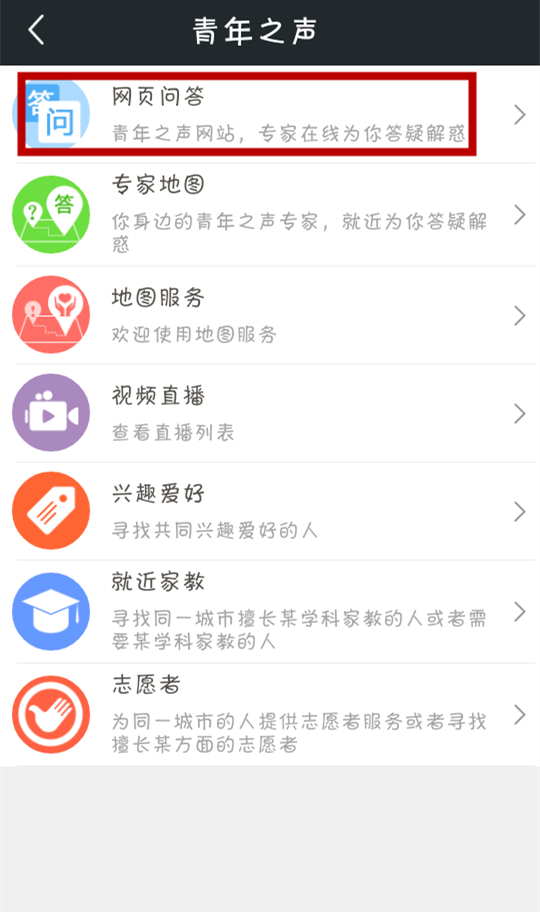 青年之声
网页问答
答
问
青年之声网站，专家在线为你答疑解惑
专家地图
?
答
你身边的青年之声专家，就近为你答疑解
惑
地图服务
欢迎使用地图服务
视频直播
查看直播列表
兴趣爱好
寻找共同兴趣爱好的人
就近家教
寻找同一城市擅长某学科家教的人或者需
要某学科家教的人
志愿者
为同一城市的人提供志愿者服务或者寻找
擅长某方面的志愿者